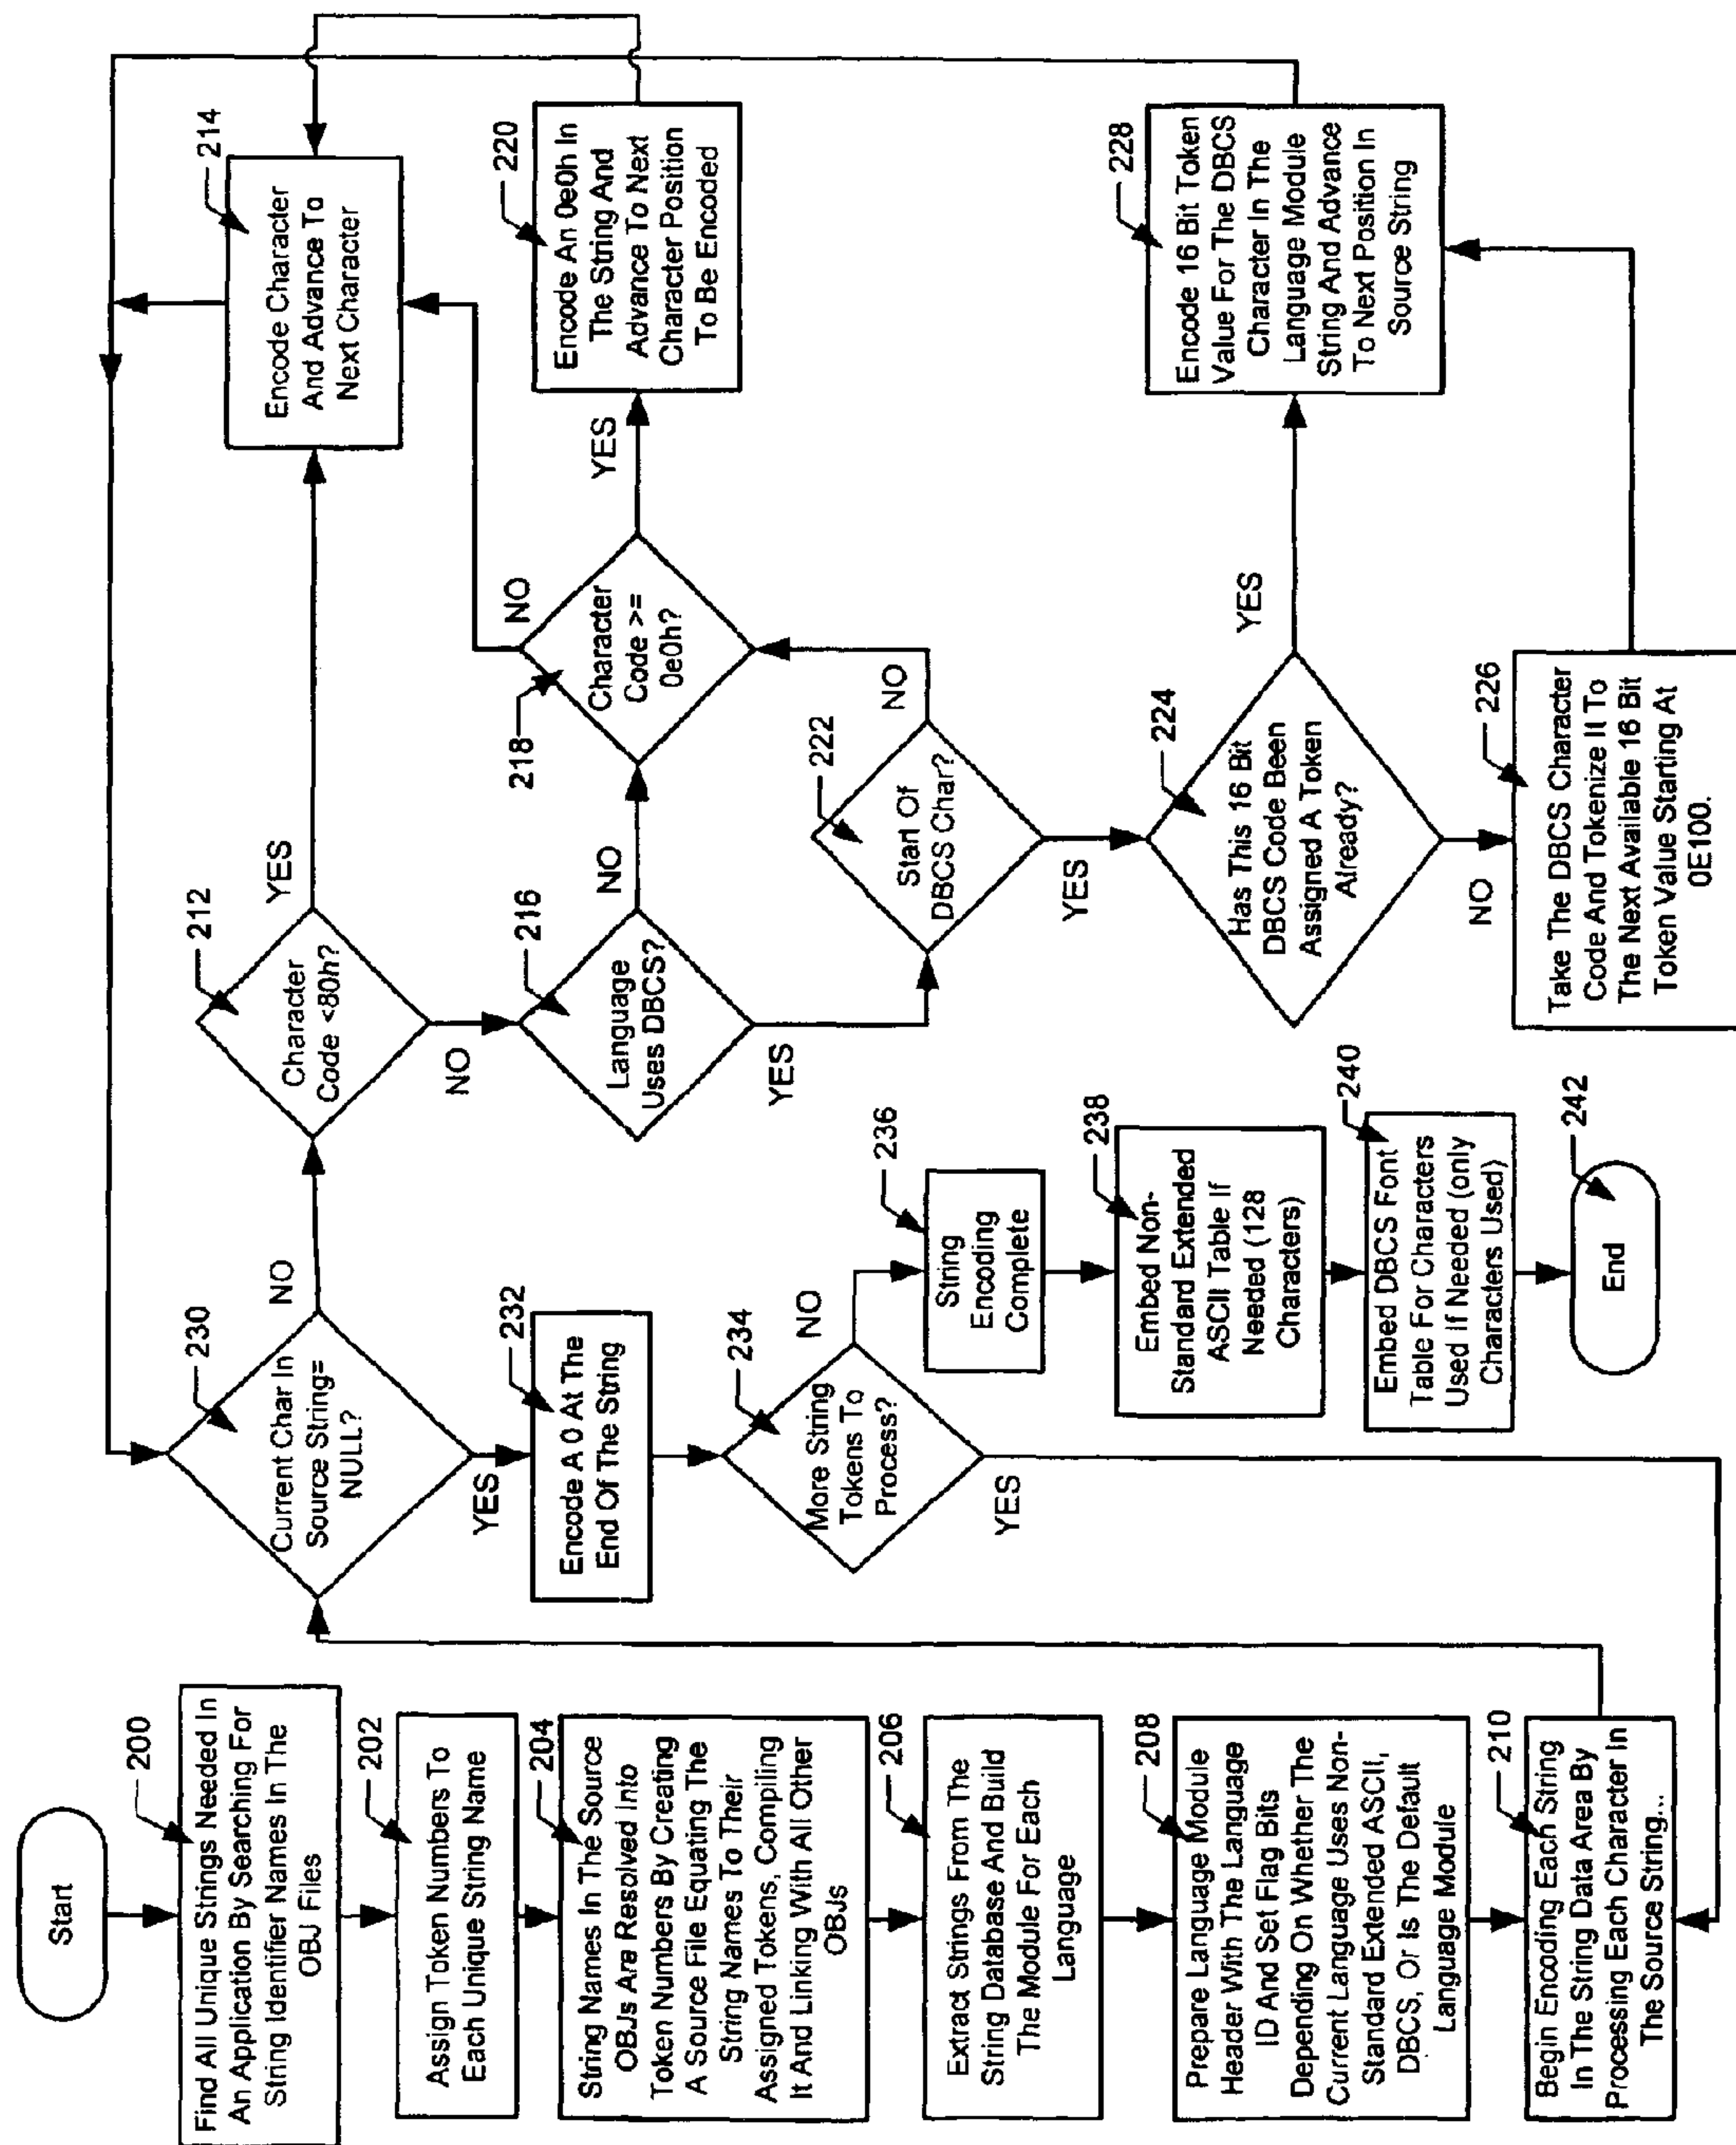 Start
200
Find All Unique Strings Needed In
An Application By Searching For
String Identifier Names In The
OBJ Files
202
Assign Token Numbers To
Each Unique String Name
204
String Names In The Source
OBJs Are Resolved Into
Token Numbers By Creating
A Source File Equating The
String Names To Their
Assigned Tokens, Compiling
It And Linking With All Other
OBJs
206
Extract Strings From The
String Database And Build
The Module For Each
Language
208
Prepare Language Module
Header With The Language
ID And Set Flag Bits
Depending On Whether The
Current Language Uses Non-
Standard Extended ASCII,
DBCS, Or Is The Default
Language Module
210
Begin Encoding Each String
In The String Data Area By
Processing Each Character In
The Source String...
230
Current Char In
Source String=
NULL?
NO
YES
232
Encode A 0 At The
End Of The String
234
More String
Tokens To
Process?
NO
YES
236
String
Encoding
Complete
238
Embed Non-
Standard Extended
ASCII Table If
Needed (128
Characters)
240
Embed DBCS Font
Table For Characters
Used If Needed (only
Characters Used)
242
End
212
Character
Code <80h?
YES
NO
214
Encode Character
And Advance To
Next Character
216
Language
Uses DBCS?
NO
YES
218
Character
Code >=
0e0h?
NO
YES
220
Encode An 0e0h In
The String And
Advance To Next
Character Position
To Be Encoded
222
Start Of
DBCS Char?
NO
YES
224
Has This 16 Bit
DBCS Code Been
Assigned A Token
Already?
YES
NO
226
Take The DBCS Character
Code And Tokenize It To
The Next Available 16 Bit
Token Value Starting At
0E100.
228
Encode 16 Bit Token
Value For The DBCS
Character In The
Language Module
String And Advance
To Next Position In
Source String